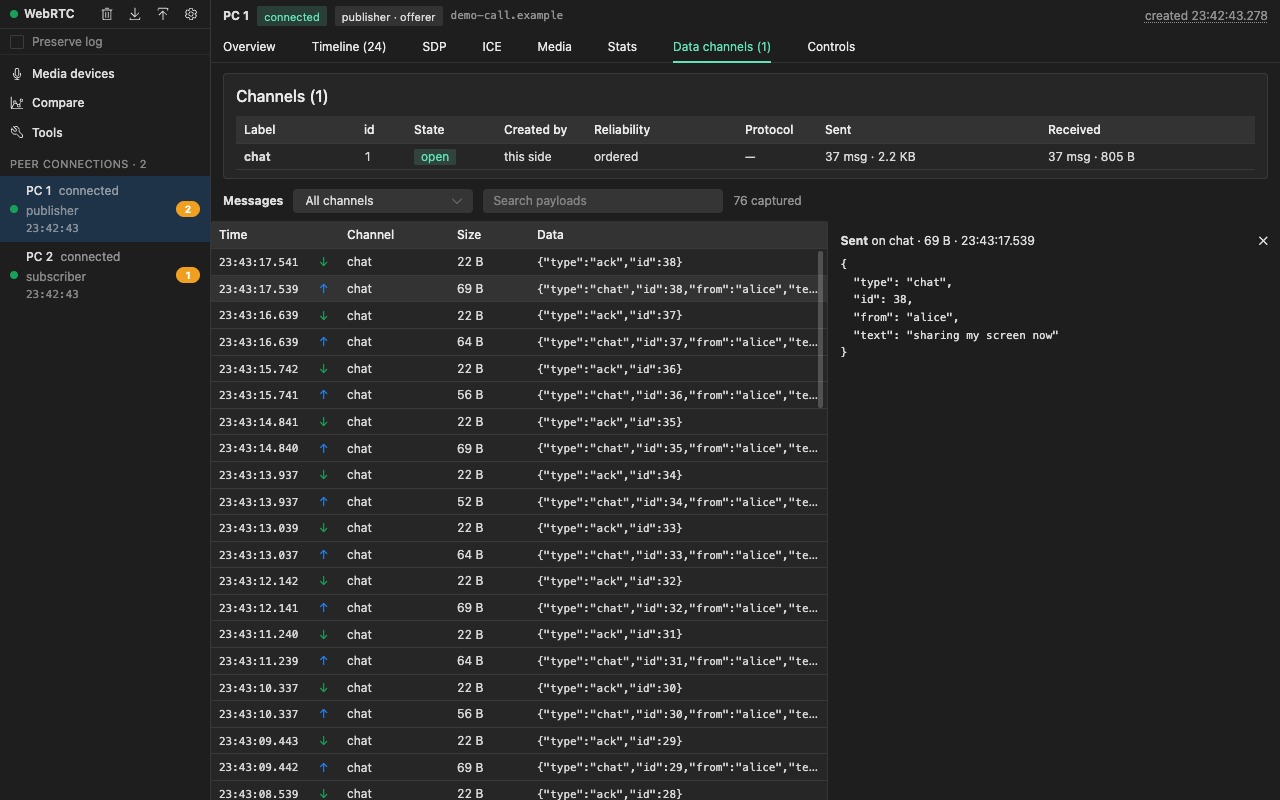 WebRTC
Preserve log
Media devices
Compare
Tools
PEER CONNECTIONS · 2
PC 1 connected
publisher 2
23:42:43
PC 2 connected
subscriber 1
23:42:43
PC 1 connected publisher · offerer demo-call.example created 23:42:43.278
Overview Timeline (24) SDP ICE Media Stats Data channels (1) Controls
Channels (1)
Label id State Created by Reliability Protocol Sent Received
chat 1 open this side ordered — 37 msg · 2.2 KB 37 msg · 805 B
Messages All channels Search payloads 76 captured
Time Channel Size Data
23:43:17.541 ↓ chat 22 B {"type":"ack","id":38}
23:43:17.539 ↑ chat 69 B {"type":"chat","id":38,"from":"alice","te…
23:43:16.639 ↓ chat 22 B {"type":"ack","id":37}
23:43:16.639 ↑ chat 64 B {"type":"chat","id":37,"from":"alice","te…
23:43:15.742 ↓ chat 22 B {"type":"ack","id":36}
23:43:15.741 ↑ chat 56 B {"type":"chat","id":36,"from":"alice","te…
23:43:14.841 ↓ chat 22 B {"type":"ack","id":35}
23:43:14.840 ↑ chat 69 B {"type":"chat","id":35,"from":"alice","te…
23:43:13.937 ↓ chat 22 B {"type":"ack","id":34}
23:43:13.937 ↑ chat 52 B {"type":"chat","id":34,"from":"alice","te…
23:43:13.039 ↓ chat 22 B {"type":"ack","id":33}
23:43:13.037 ↑ chat 64 B {"type":"chat","id":33,"from":"alice","te…
23:43:12.142 ↓ chat 22 B {"type":"ack","id":32}
23:43:12.141 ↑ chat 69 B {"type":"chat","id":32,"from":"alice","te…
23:43:11.240 ↓ chat 22 B {"type":"ack","id":31}
23:43:11.239 ↑ chat 64 B {"type":"chat","id":31,"from":"alice","te…
23:43:10.337 ↓ chat 22 B {"type":"ack","id":30}
23:43:10.337 ↑ chat 56 B {"type":"chat","id":30,"from":"alice","te…
23:43:09.443 ↓ chat 22 B {"type":"ack","id":29}
23:43:09.442 ↑ chat 69 B {"type":"chat","id":29,"from":"alice","te…
23:43:08.539 ↓ chat 22 B {"type":"ack","id":28}
Sent on chat · 69 B · 23:43:17.539
{
"type": "chat",
"id": 38,
"from": "alice",
"text": "sharing my screen now"
}